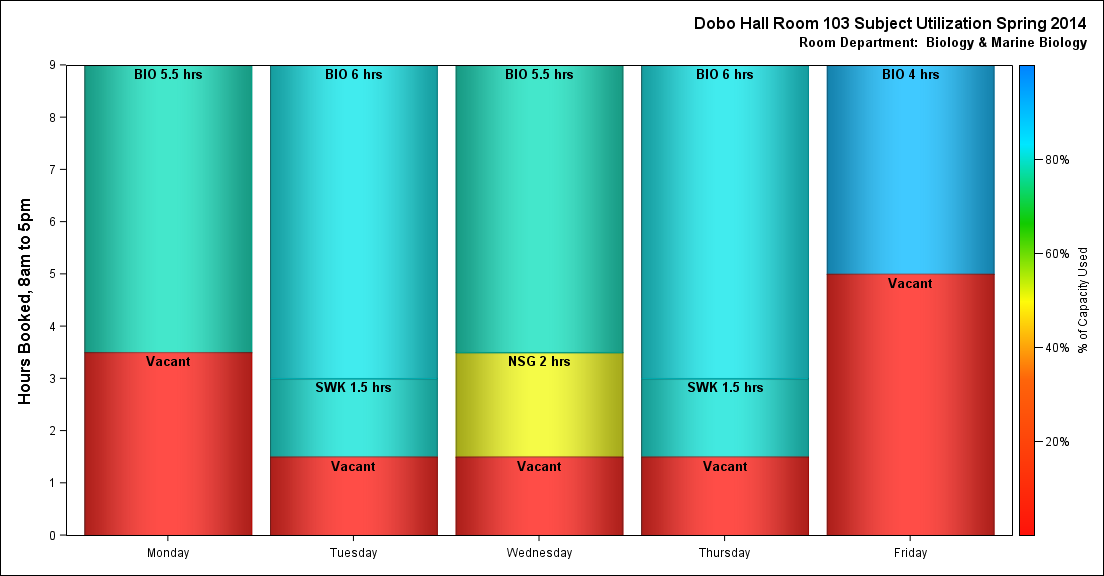 Dobo Hall Room 103 Subject Utilization Spring 2014
Room Department:  Biology & Marine Biology
Hours Booked, 8am to 5pm
9
8
7
6
5
4
3
2
1
0
BIO 5.5 hrs
Vacant
BIO 6 hrs
SWK 1.5 hrs
Vacant
BIO 5.5 hrs
NSG 2 hrs
Vacant
BIO 6 hrs
SWK 1.5 hrs
Vacant
BIO 4 hrs
Vacant
Monday
Tuesday
Wednesday
Thursday
Friday
80%
60%
40%
20%
% of Capacity Used